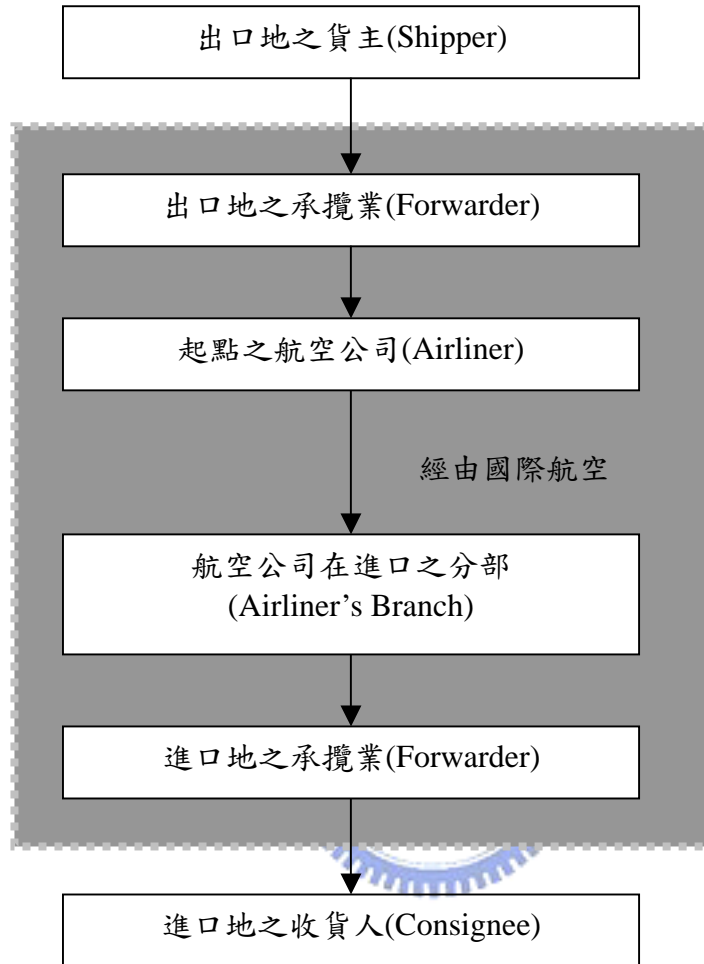 出口地之貨主(Shipper)
出口地之承攬業(Forwarder)
起點之航空公司(Airliner)
經由國際航空
航空公司在進口之分部
(Airliner’s Branch)
進口地之承攬業(Forwarder)
進口地之收貨人(Consignee)